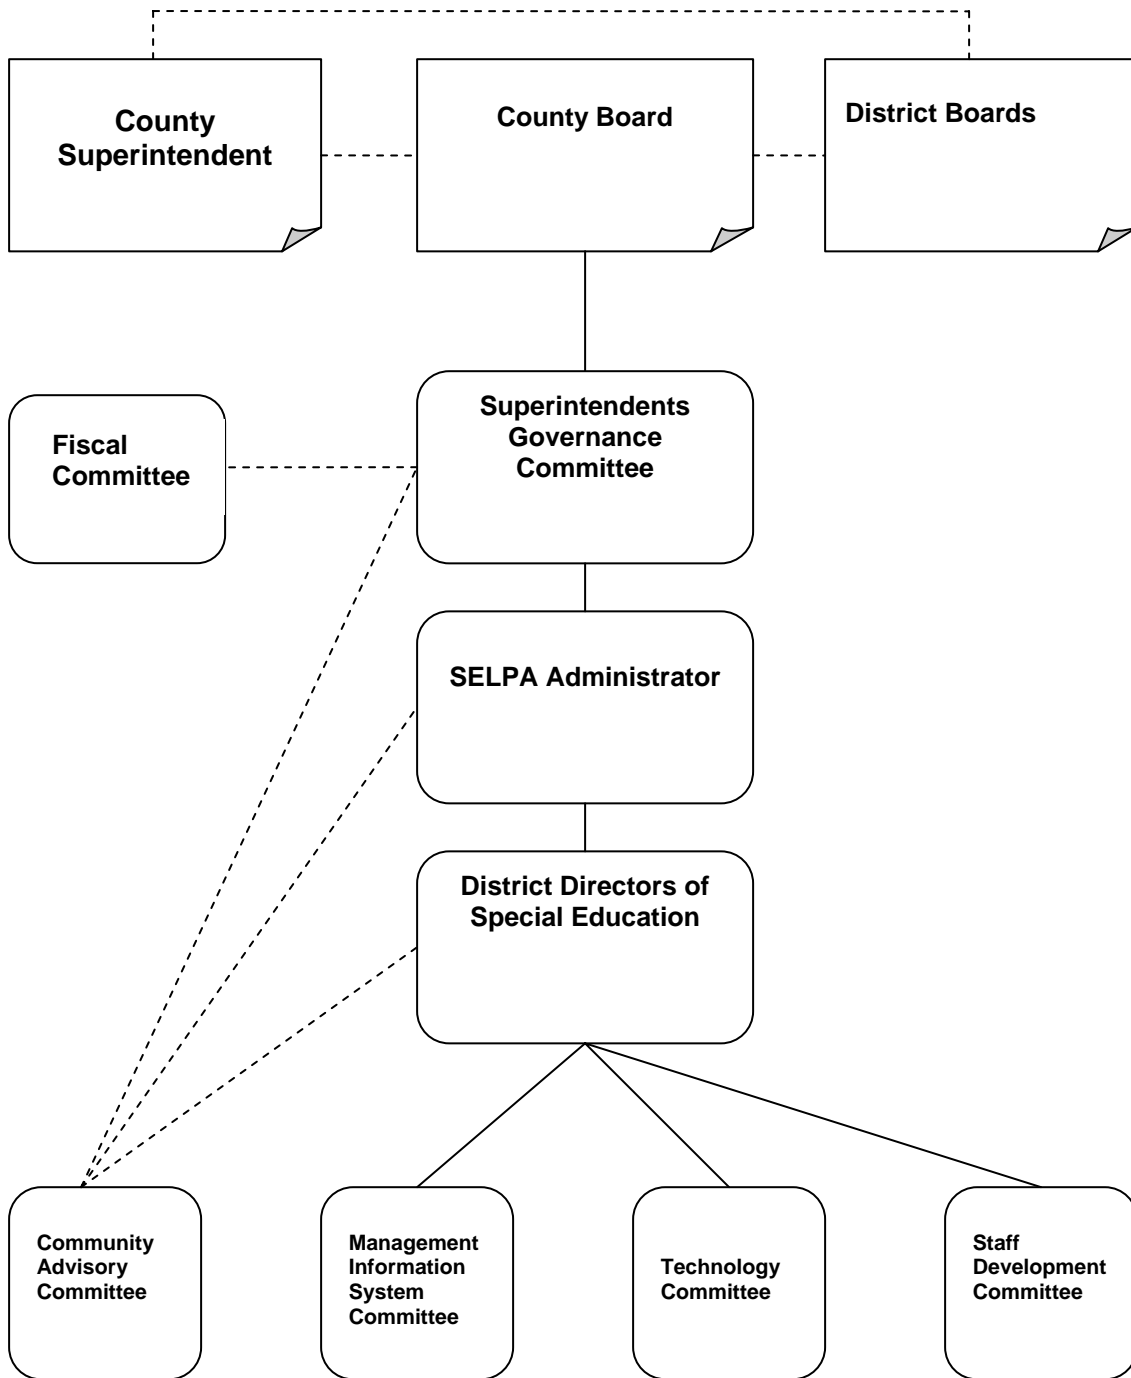 County
Superintendent
County Board
District Boards
Superintendents
Governance
Committee
Fiscal
Committee
SELPA Administrator
District Directors of
Special Education
Community
Advisory
Committee
Management
Information
System
Committee
Technology
Committee
Staff
Development
Committee